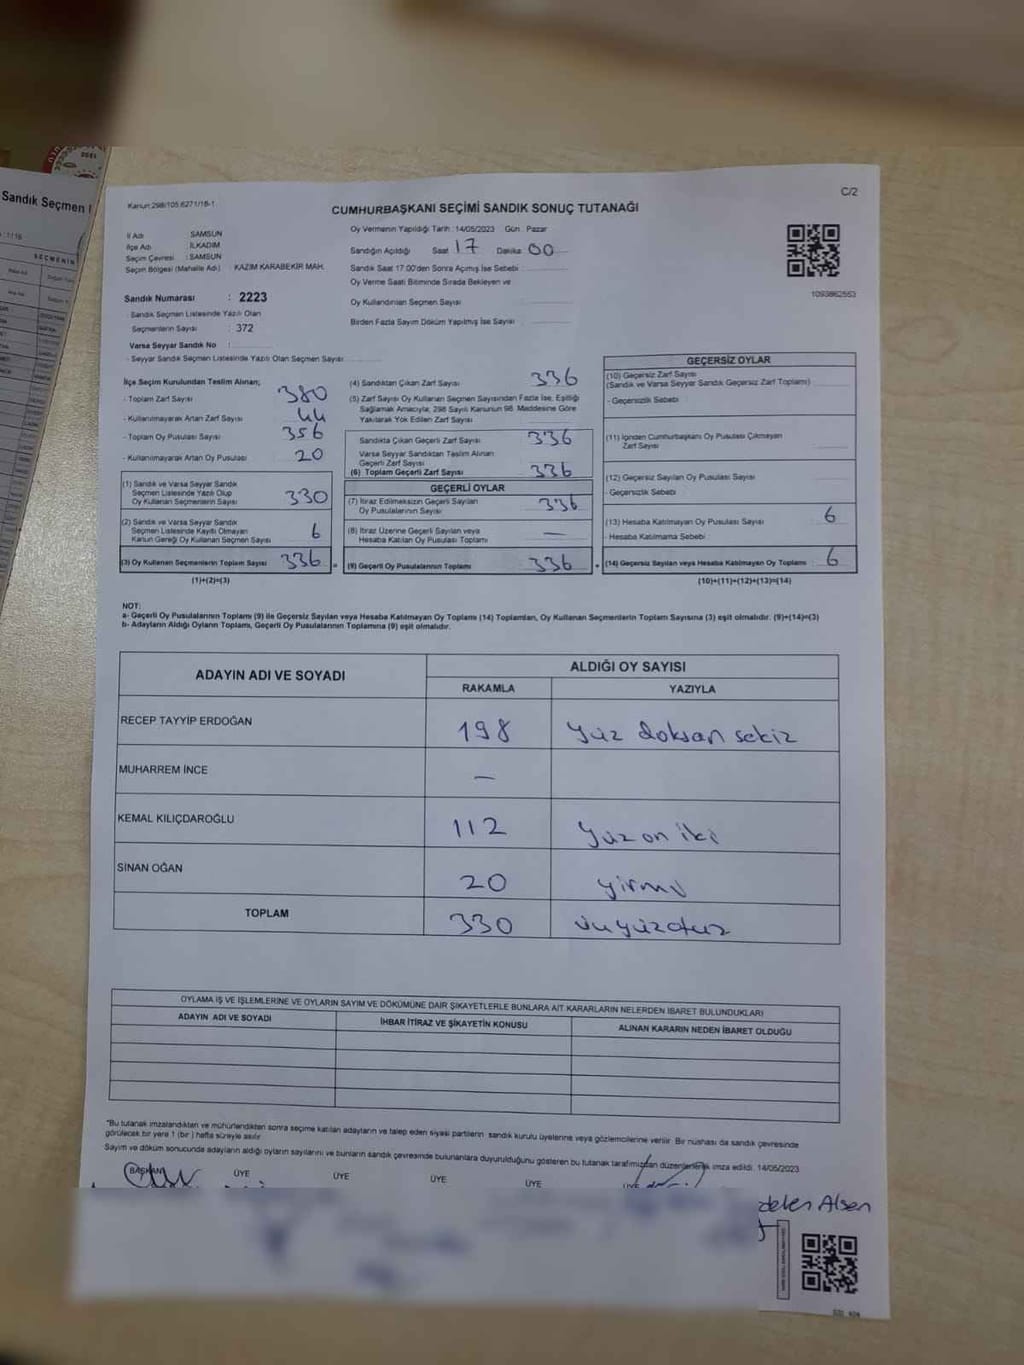 Sandık Seçmen
SEÇMENİN
Kanun:298/105.6271/18-1
C/2
CUMHURBAŞKANI SEÇİMİ SANDIK SONUÇ TUTANAĞI
İl Adı : SAMSUN
İlçe Adı : İLKADIM
Seçim Çevresi : SAMSUN
Seçim Bölgesi (Mahalle Adı) : KAZIM KARABEKİR MAH.
Oy Vermenin Yapıldığı Tarih : 14/05/2023 Gün : Pazar
Sandığın Açıldığı Saat 17 Dakika 00
Sandık Saat 17.00'den Sonra Açımış İse Sebebi :
Oy Verme Saati Bitiminde Sırada Bekleyen ve
Oy Kullandırılan Seçmen Sayısı
Birden Fazla Sayım Döküm Yapılmış İse Sayısı :
1093862553
Sandık Numarası : 2223
- Sandık Seçmen Listesinde Yazılı Olan
Seçmenlerin Sayısı : 372
Varsa Seyyar Sandık No :
- Seyyar Sandık Seçmen Listesinde Yazılı Olan Seçmen Sayısı :
İlçe Seçim Kurulundan Teslim Alınan;
- Toplam Zarf Sayısı : 380
- Kullanılmayarak Artan Zarf Sayısı : 44
- Toplam Oy Pusulası Sayısı : 356
- Kullanılmayarak Artan Oy Pusulası : 20
(1) Sandık ve Varsa Seyyar Sandık
Seçmen Listesinde Yazılı Olup
Oy Kullanan Seçmenlerin Sayısı 330
(2) Sandık ve Varsa Seyyar Sandık
Seçmen Listesinde Kayıtlı Olmayan
Kanun Gereği Oy Kullanan Seçmen Sayısı 6
(3) Oy Kullanan Seçmenlerin Toplam Sayısı 336
(1)+(2)=(3)
(4) Sandıktan Çıkan Zarf Sayısı 336
(5) Zarf Sayısı Oy Kullanan Seçmen Sayısından Fazla İse, Eşitliği
Sağlamak Amacıyla; 298 Sayılı Kanunun 98. Maddesine Göre
Yakılarak Yok Edilen Zarf Sayısı
Sandıkta Çıkan Geçerli Zarf Sayısı 336
Varsa Seyyar Sandıktan Teslim Alınan
Geçerli Zarf Sayısı
(6) Toplam Geçerli Zarf Sayısı 336
GEÇERLİ OYLAR
(7) İtiraz Edilmeksizin Geçerli Sayılan
Oy Pusulalarının Sayısı 336
(8) İtiraz Üzerine Geçerli Sayılan veya
Hesaba Katılan Oy Pusulası Toplamı —
(9) Geçerli Oy Pusulalarının Toplamı 336
GEÇERSİZ OYLAR
(10) Geçersiz Zarf Sayısı
(Sandık ve Varsa Seyyar Sandık Geçersiz Zarf Toplamı)
- Geçersizlik Sebebi
(11) İçinden Cumhurbaşkanı Oy Pusulası Çıkmayan
Zarf Sayısı
(12) Geçersiz Sayılan Oy Pusulası Sayısı
- Geçersizlik Sebebi
(13) Hesaba Katılmayan Oy Pusulası Sayısı 6
- Hesaba Katılmama Sebebi :
(14) Geçersiz Sayılan veya Hesaba Katılmayan Oy Toplamı : 6
(10)+(11)+(12)+(13)=(14)
NOT:
a- Geçerli Oy Pusulalarının Toplamı (9) ile Geçersiz Sayılan veya Hesaba Katılmayan Oy Toplamı (14) Toplamları, Oy Kullanan Seçmenlerin Toplam Sayısına (3) eşit olmalıdır. (9)+(14)=(3)
b- Adayların Aldığı Oyların Toplamı, Geçerli Oy Pusulalarının Toplamına (9) eşit olmalıdır.
ADAYIN ADI VE SOYADI
ALDIĞI OY SAYISI
RAKAMLA YAZIYLA
RECEP TAYYİP ERDOĞAN 198 yüz doksan sekiz
MUHARREM İNCE —
KEMAL KILIÇDAROĞLU 112 yüz on iki
SİNAN OĞAN 20 yirmi
TOPLAM 330
OYLAMA İŞ VE İŞLEMLERİNE VE OYLARIN SAYIM VE DÖKÜMÜNE DAİR ŞİKAYETLERLE BUNLARA AİT KARARLARIN NELERDEN İBARET BULUNDUKLARI
ADAYIN ADI VE SOYADI İHBAR İTİRAZ VE ŞİKAYETİN KONUSU ALINAN KARARIN NEDEN İBARET OLDUĞU
*Bu tutanak imzalandıktan ve mühürlendikten sonra seçime katılan adayların ve talep eden siyasi partilerin sandık kurulu üyelerine veya gözlemcilerine verilir. Bir nüshası da sandık çevresinde
görülecek bir yere 1 (bir ) hafta süreyle asılır.
Sayım ve döküm sonucunda adayların aldığı oyların sayılarını ve bunların sandık çevresinde bulunanlara duyurulduğunu gösteren bu tutanak tarafımızdan düzenlenerek imza edildi. 14/05/2023
BAŞKAN ÜYE ÜYE ÜYE ÜYE ÜYE
Alsen